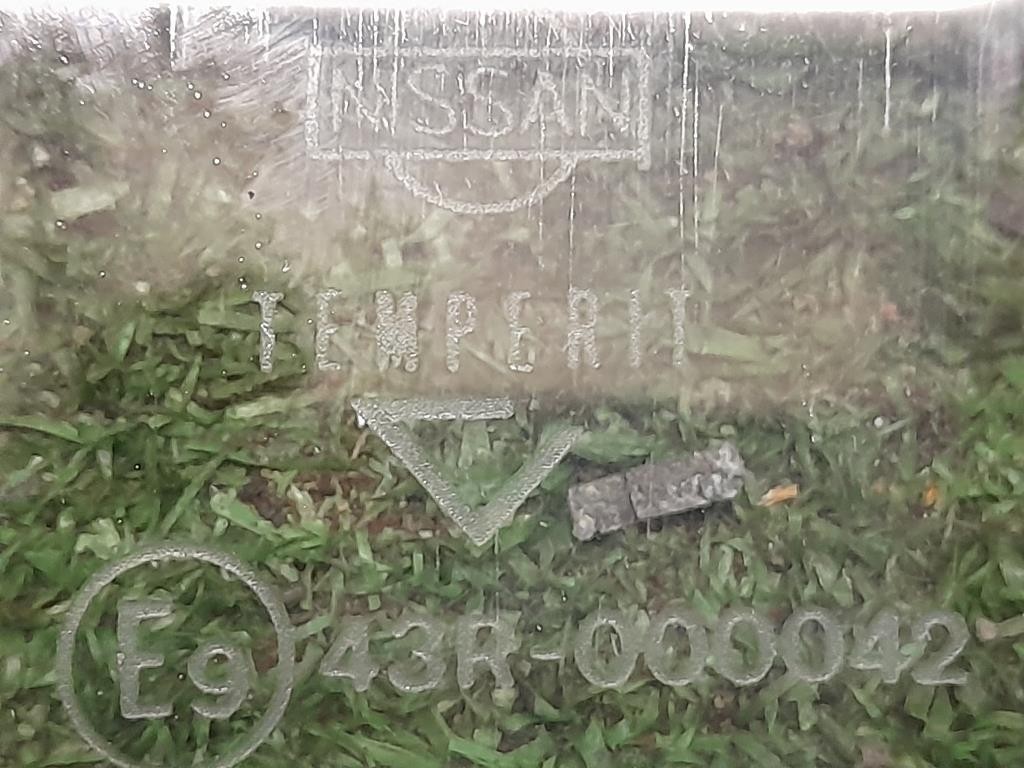 NISSAN
TEMPERIT
E9 43R-000042